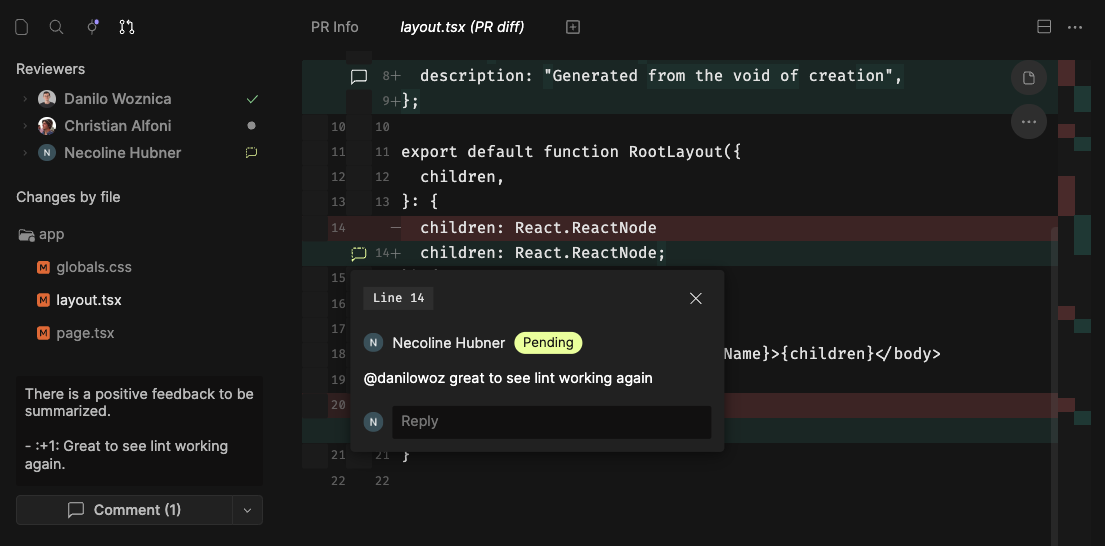 PR Info
layout.tsx (PR diff)
Reviewers
Danilo Woznica
Christian Alfoni
N Necoline Hubner
Changes by file
app
M globals.css
M layout.tsx
M page.tsx
There is a positive feedback to be
summarized.
- :+1: Great to see lint working
again.
Comment (1)
8+ description: "Generated from the void of creation",
9+ };
10 10
11 11 export default function RootLayout({
12 12 children,
13 13 }: {
14 − children: React.ReactNode
14+ children: React.ReactNode;
15
Line 14
16
17
N Necoline Hubner Pending
18 Name}>{children}</body>
19
@danilowoz great to see lint working again
20
N Reply
21 21 }
22 22